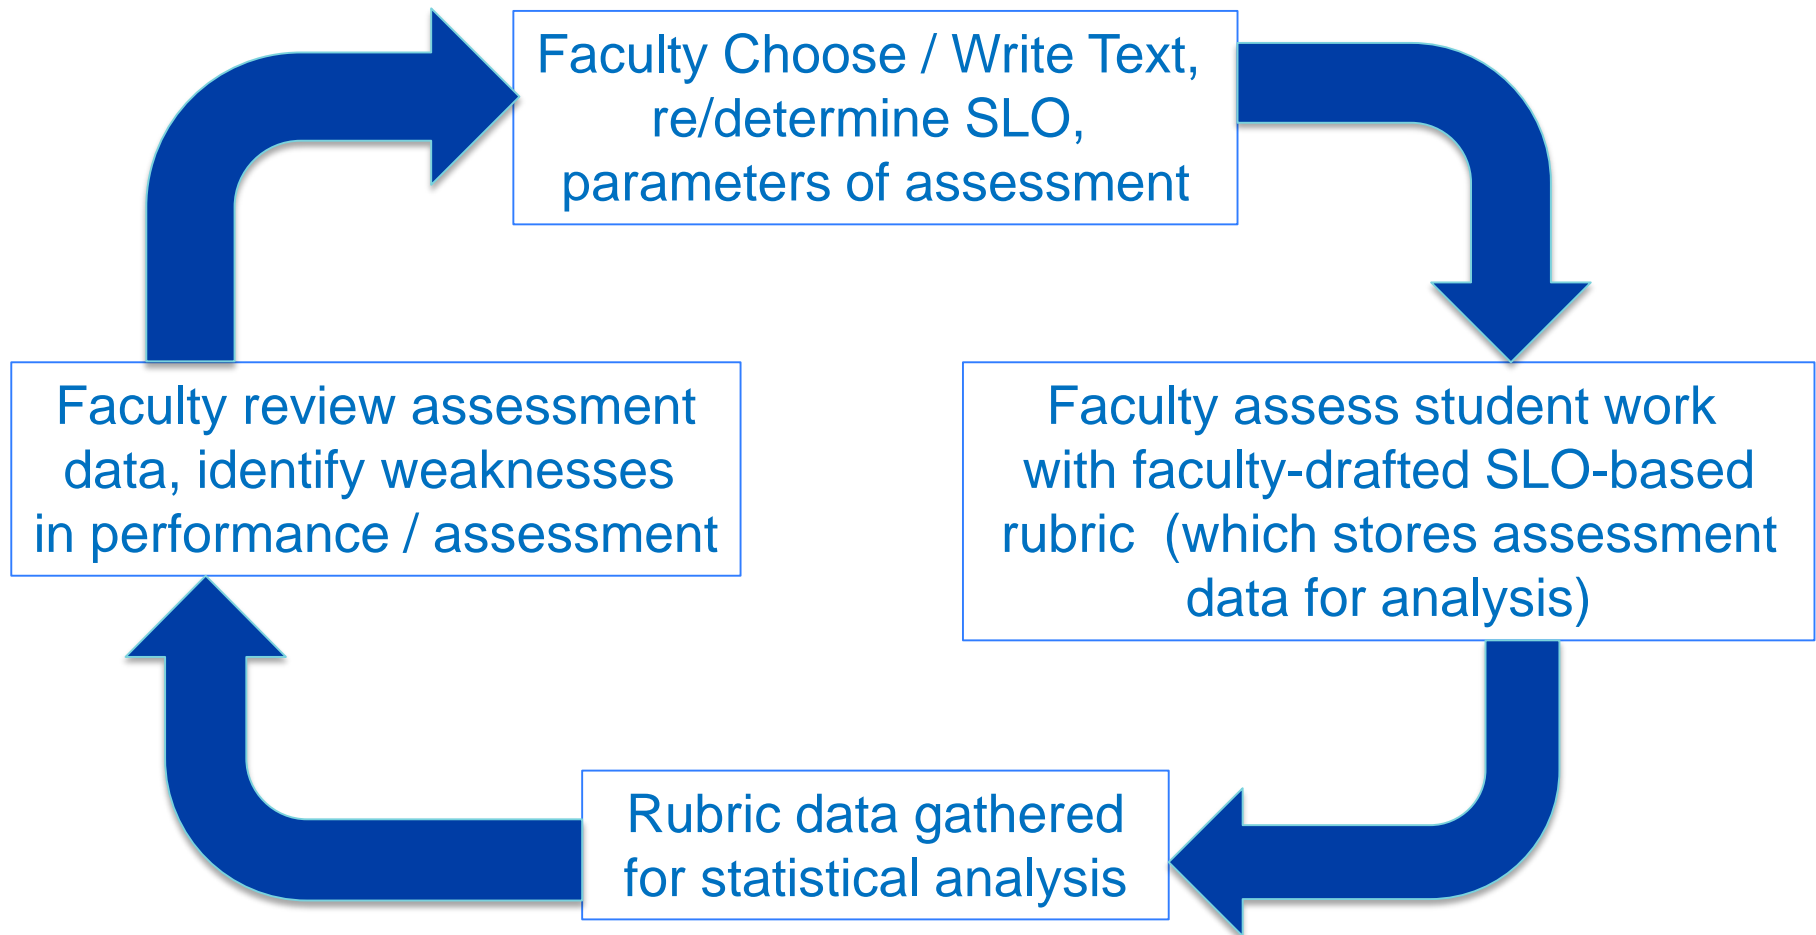 Faculty Choose / Write Text,
re/determine SLO,
parameters of assessment
Faculty assess student work
with faculty-drafted SLO-based
rubric (which stores assessment
data for analysis)
Rubric data gathered
for statistical analysis
Faculty review assessment
data, identify weaknesses
in performance / assessment